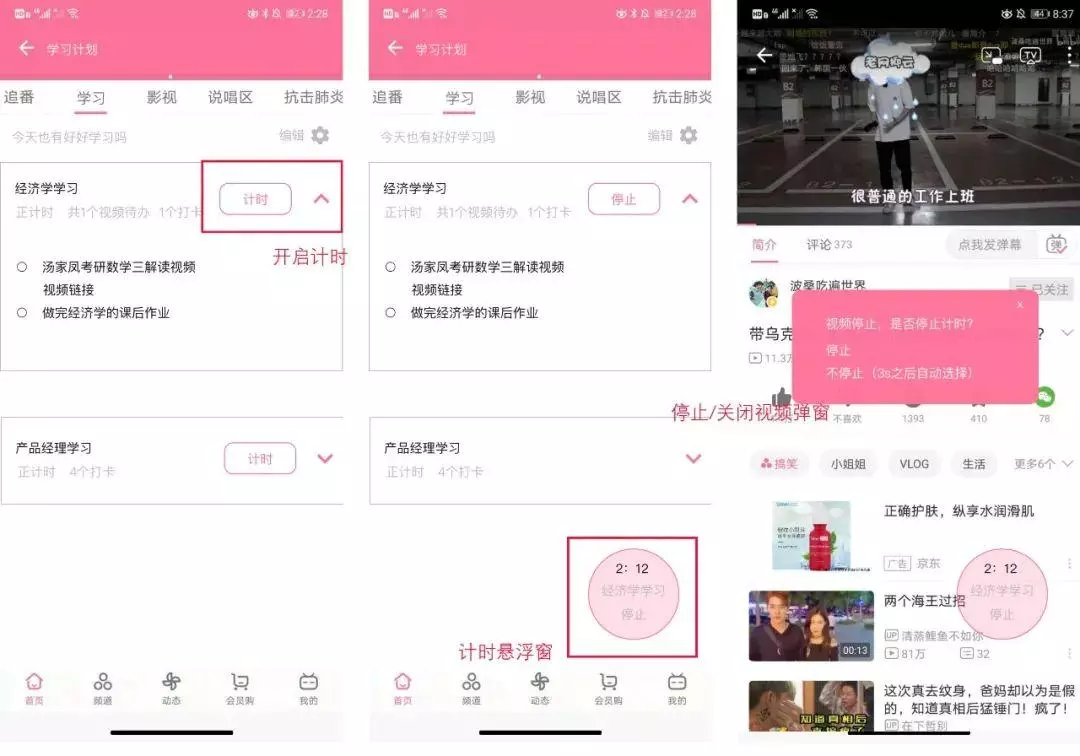 2:28
学习计划
追番 学习 影视 说唱区 抗击肺炎
今天也有好好学习吗 编辑
经济学学习
计时
正计时 共1个视频待办 1个打卡
开启计时
汤家凤考研数学三解读视频
视频链接
做完经济学的课后作业
产品经理学习
计时
正计时 4个打卡
首页 频道 动态 会员购 我的
2:28
学习计划
追番 学习 影视 说唱区 抗击肺炎
今天也有好好学习吗 编辑
经济学学习
停止
正计时 共1个视频待办 1个打卡
汤家凤考研数学三解读视频
视频链接
做完经济学的课后作业
产品经理学习
正计时 4个打卡
2: 12
经济学学习
停止
计时悬浮窗
首页 频道 动态 会员购 我的
44 8:37
TV
B2
B2
很普通的工作上班
简介 评论 373 点我发弹幕 弹
波桑吃遍世界
已关注
带乌克
?
11.3万
视频停止，是否停止计时?
停止
不停止（3s之后自动选择）
×
停止/关闭视频弹窗
不喜欢 1393 410 78
搞笑 小姐姐 VLOG 生活 更多6个
正确护肤，纵享水润滑肌
广告 京东
2: 12
经济学学习
停止
两个海王过招
UP 清蒸鲤鱼不如你
81万 32
00:13
这次真去纹身，爸妈却以为是假
的，知道真相后猛锤门！疯了！
UP 在下哲别
知道真相后